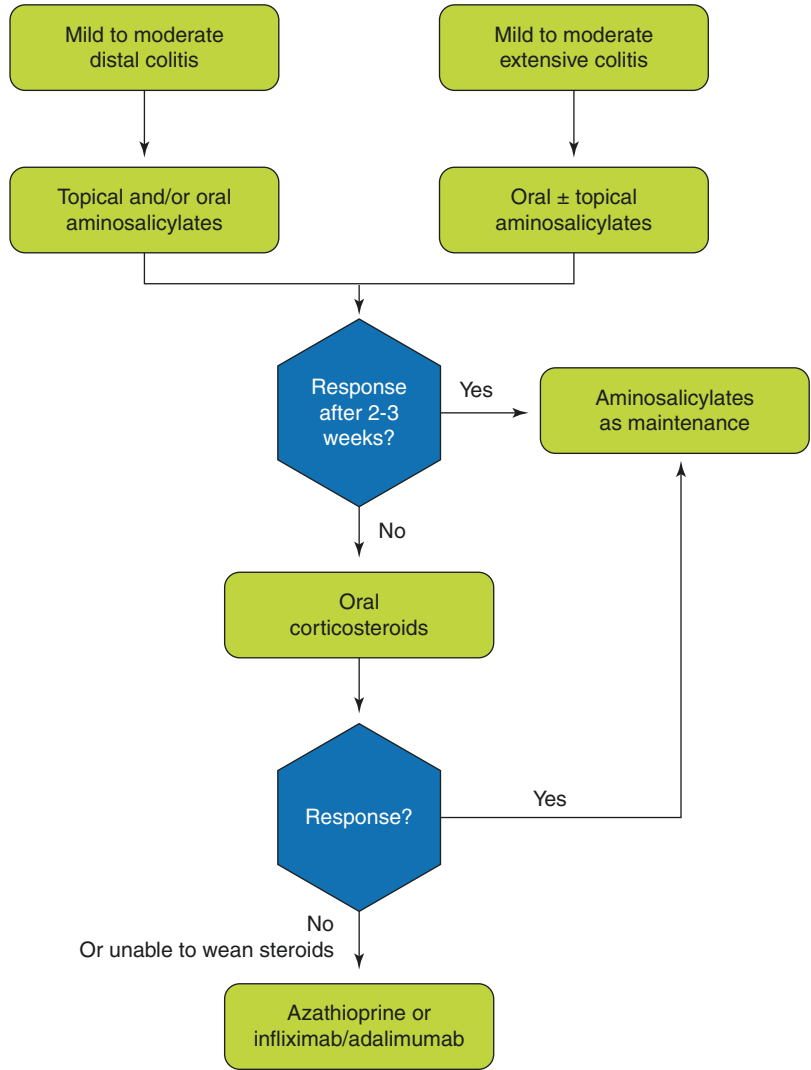 Mild to moderate
distal colitis
Mild to moderate
extensive colitis
Topical and/or oral
aminosalicylates
Oral ± topical
aminosalicylates
Response
after 2-3
weeks?
Yes
Aminosalicylates
as maintenance
No
Oral
corticosteroids
Response?
Yes
No
Or unable to wean steroids
Azathioprine or
infliximab/adalimumab